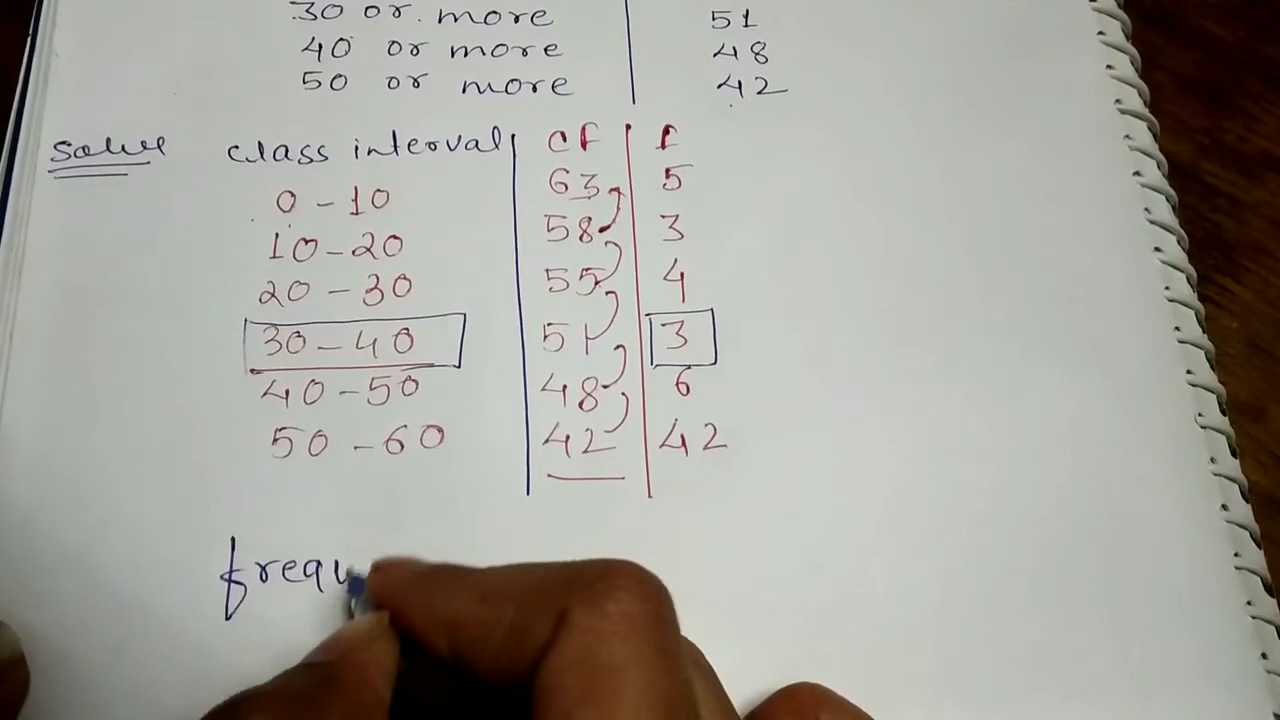 30 or more 51
40 or more 48
50 or more 42
Solve class interval cf f
0-10 63 5
10-20 58 3
20-30 55 4
30-40 51 3
40-50 48 6
50-60 42 42
frequ